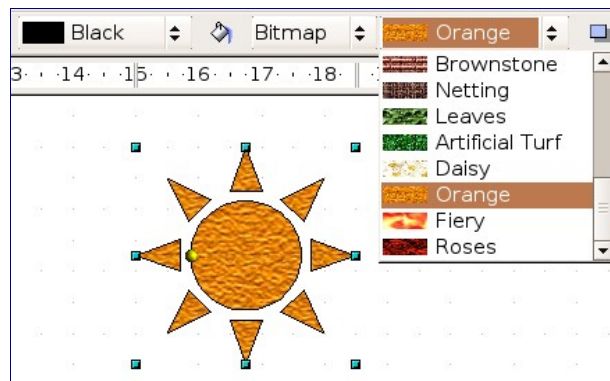 Black Bitmap Orange
3 14 15 16 17 18
Brownstone
Netting
Leaves
Artificial Turf
Daisy
Orange
Fiery
Roses